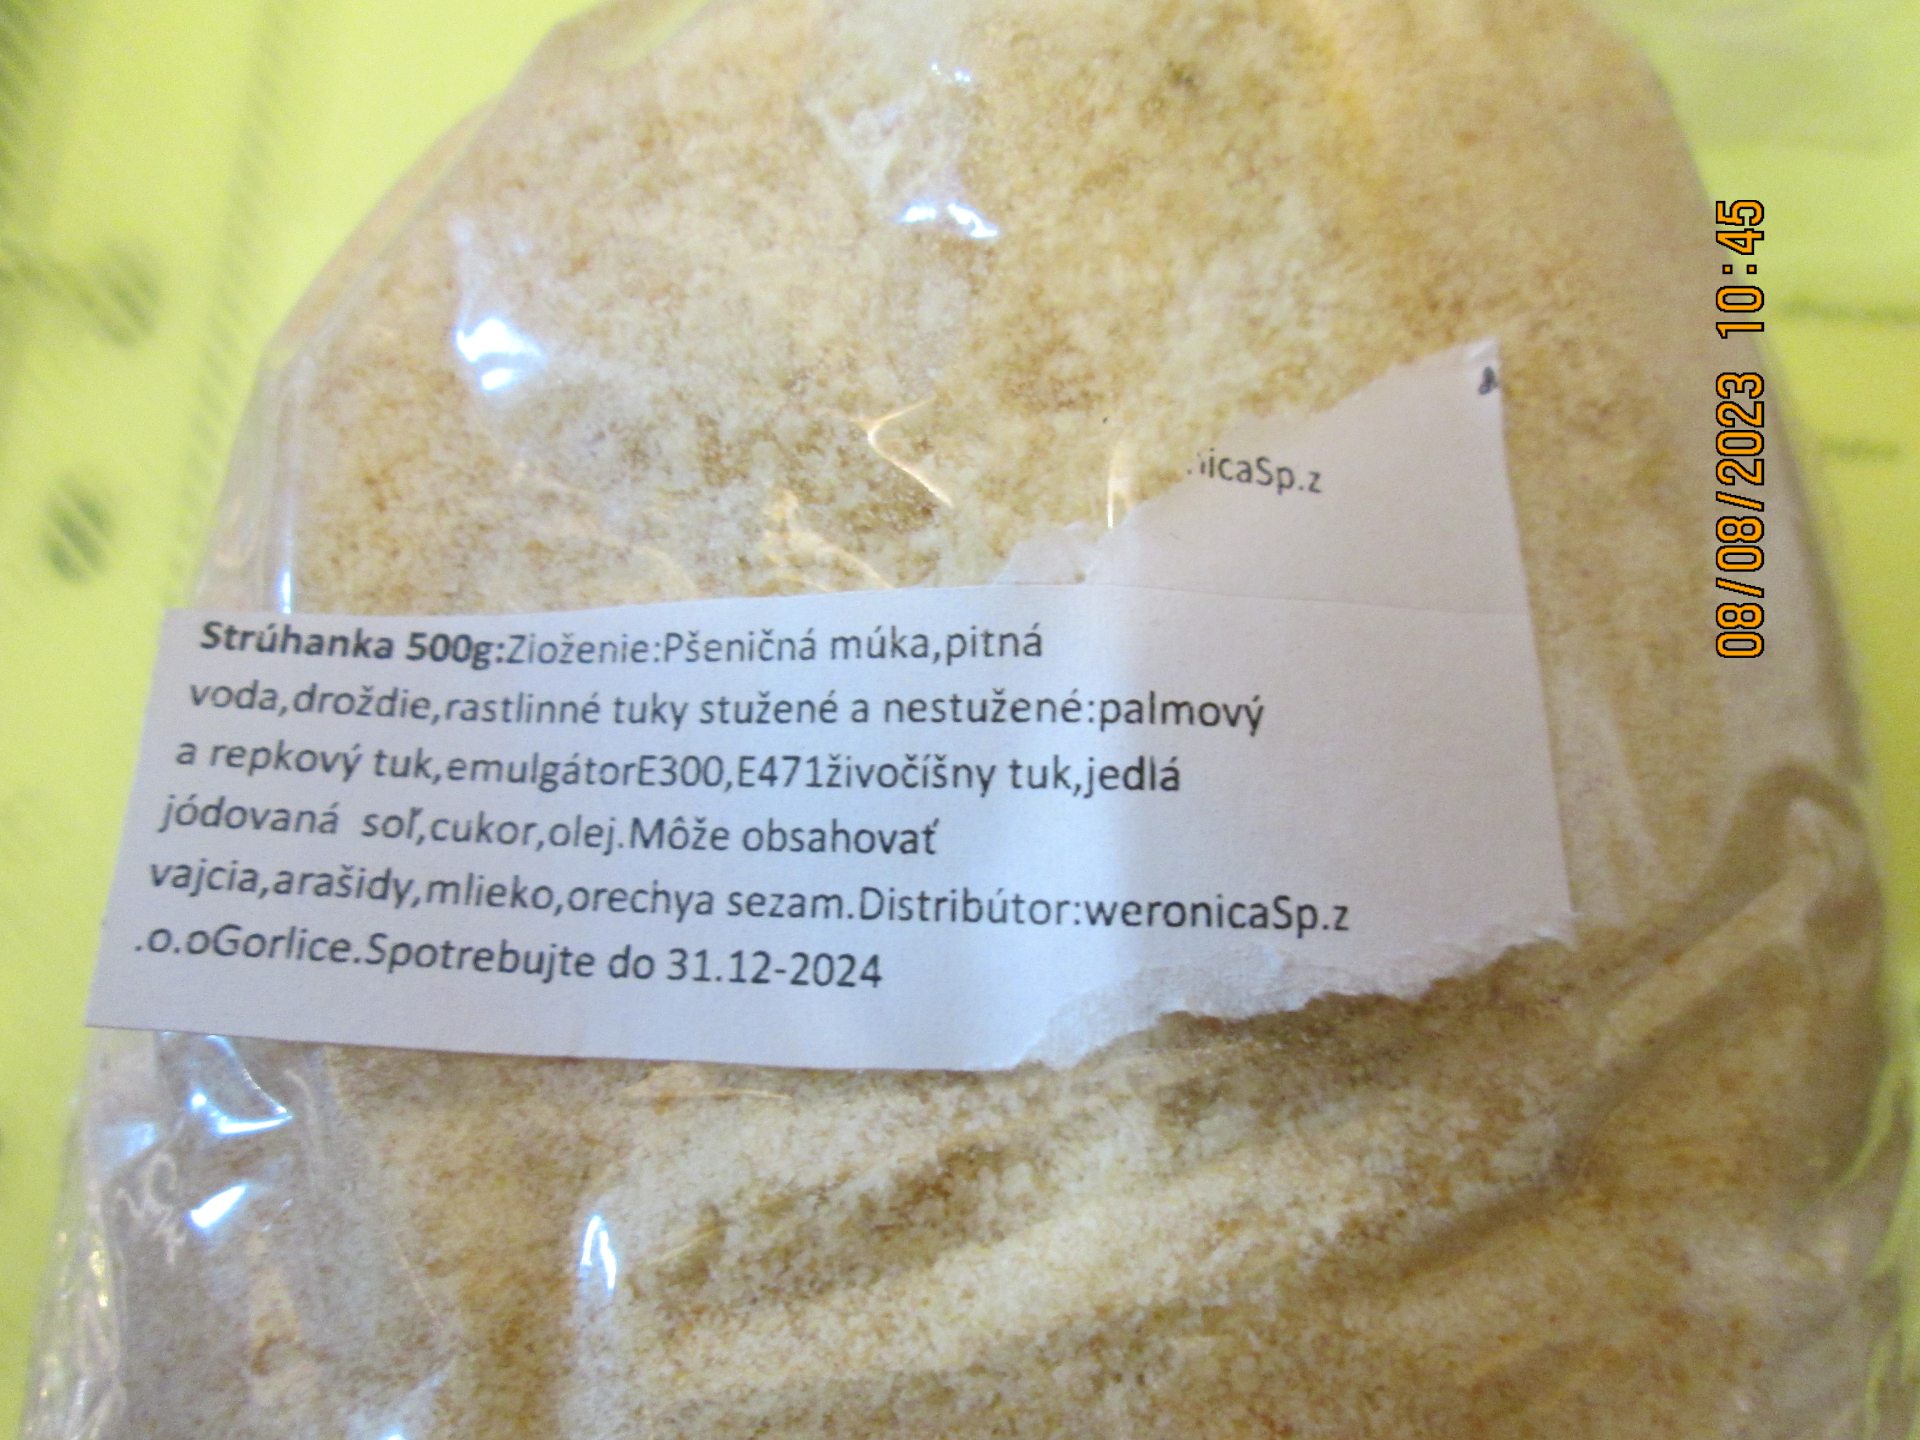 icaSp.z
Strúhanka 500g:Zioženie:Pšeničná múka,pitná
voda,droždie,rastlinné tuky stužené a nestužené:palmový
a repkový tuk,emulgátorE300,E471živočíšny tuk,jedlá
jódovaná soľ,cukor,olej.Môže obsahovať
vajcia,arašidy,mlieko,orechya sezam.Distribútor:weronicaSp.z
.o.oGorlice.Spotrebujte do 31.12-2024
08/08/2023 10:45